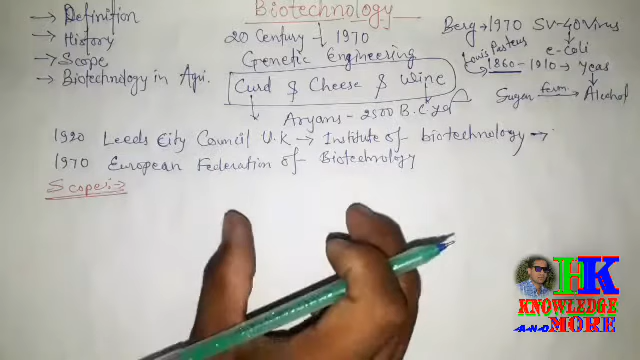 Biotechnology
→ Definition
→ History
→ Scope
→ Biotechnology in Agri.
20 Century 1970
Genetic Engineering
Curd & Cheese & Wine
Aryans - 2500 B.C
Berg → 1970 SV-40 Virus
e-Coli
Louis Pasteus
1860 - 1910 → Yeas
Sugar ferm. → Alcohol
1920 Leeds City Council U.K → Institute of biotechnology →
1970 European Federation of Biotechnology
Scope :→
HK
KNOWLEDGE
AND
MORE